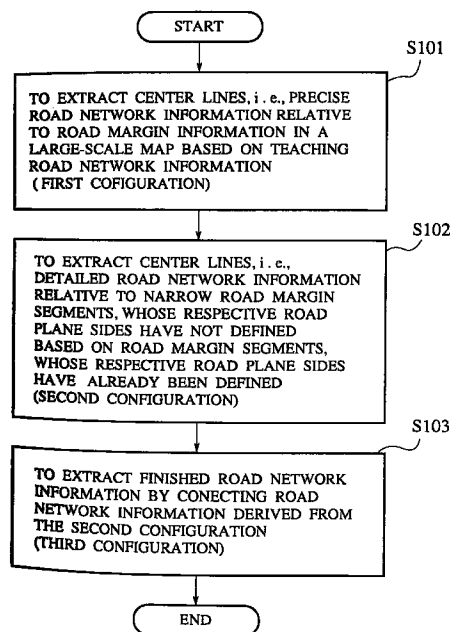 START
S101
TO EXTRACT CENTER LINES, i.e., PRECISE
ROAD NETWORK INFORMATION RELATIVE
TO ROAD MARGIN INFORMATION IN A
LARGE-SCALE MAP BASED ON TEACHING
ROAD NETWORK INFORMATION
(FIRST COFIGURATION)
S102
TO EXTRACT CENTER LINES, i.e.,
DETAILED ROAD NETWORK INFORMATION
RELATIVE TO NARROW ROAD MARGIN
SEGMENTS, WHOSE RESPECTIVE ROAD
PLANE SIDES HAVE NOT DEFINED
BASED ON ROAD MARGIN SEGMENTS,
WHOSE RESPECTIVE ROAD PLANE SIDES
HAVE ALREADY BEEN DEFINED
(SECOND CONFIGURATION)
S103
TO EXTRACT FINISHED ROAD NETWORK
INFORMATION BY CONECTING ROAD
NETWORK INFORMATION DERIVED FROM
THE SECOND CONFIGURATION
(THIRD CONFIGURATION)
END